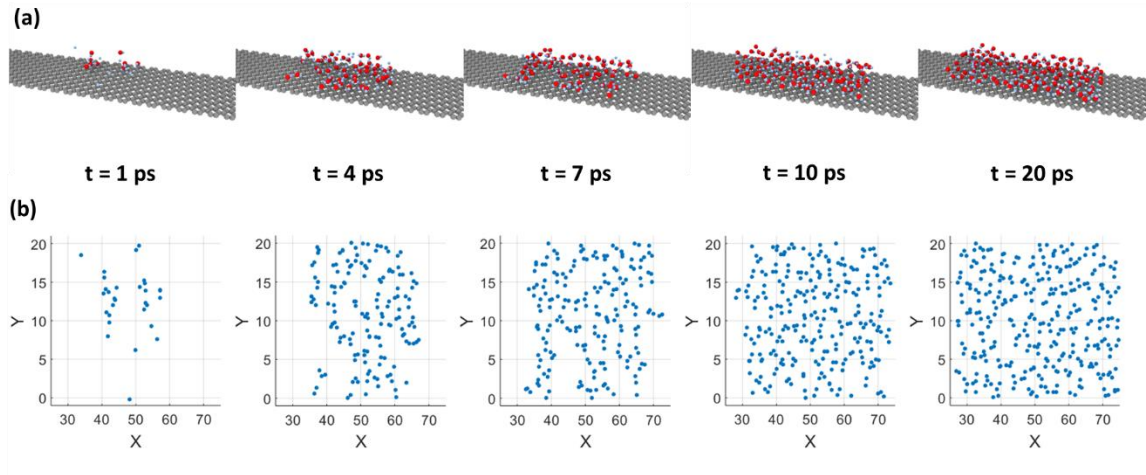 (a)
t = 1 ps t = 4 ps t = 7 ps t = 10 ps t = 20 ps
(b)
20 20 20 20 20
15 15 15 15 15
Y Y Y Y Y
10 10 10 10 10
5 5 5 5 5
0 0 0 0 0
30 40 50 60 70 30 40 50 60 70 30 40 50 60 70 30 40 50 60 70 30 40 50 60 70
X X X X X